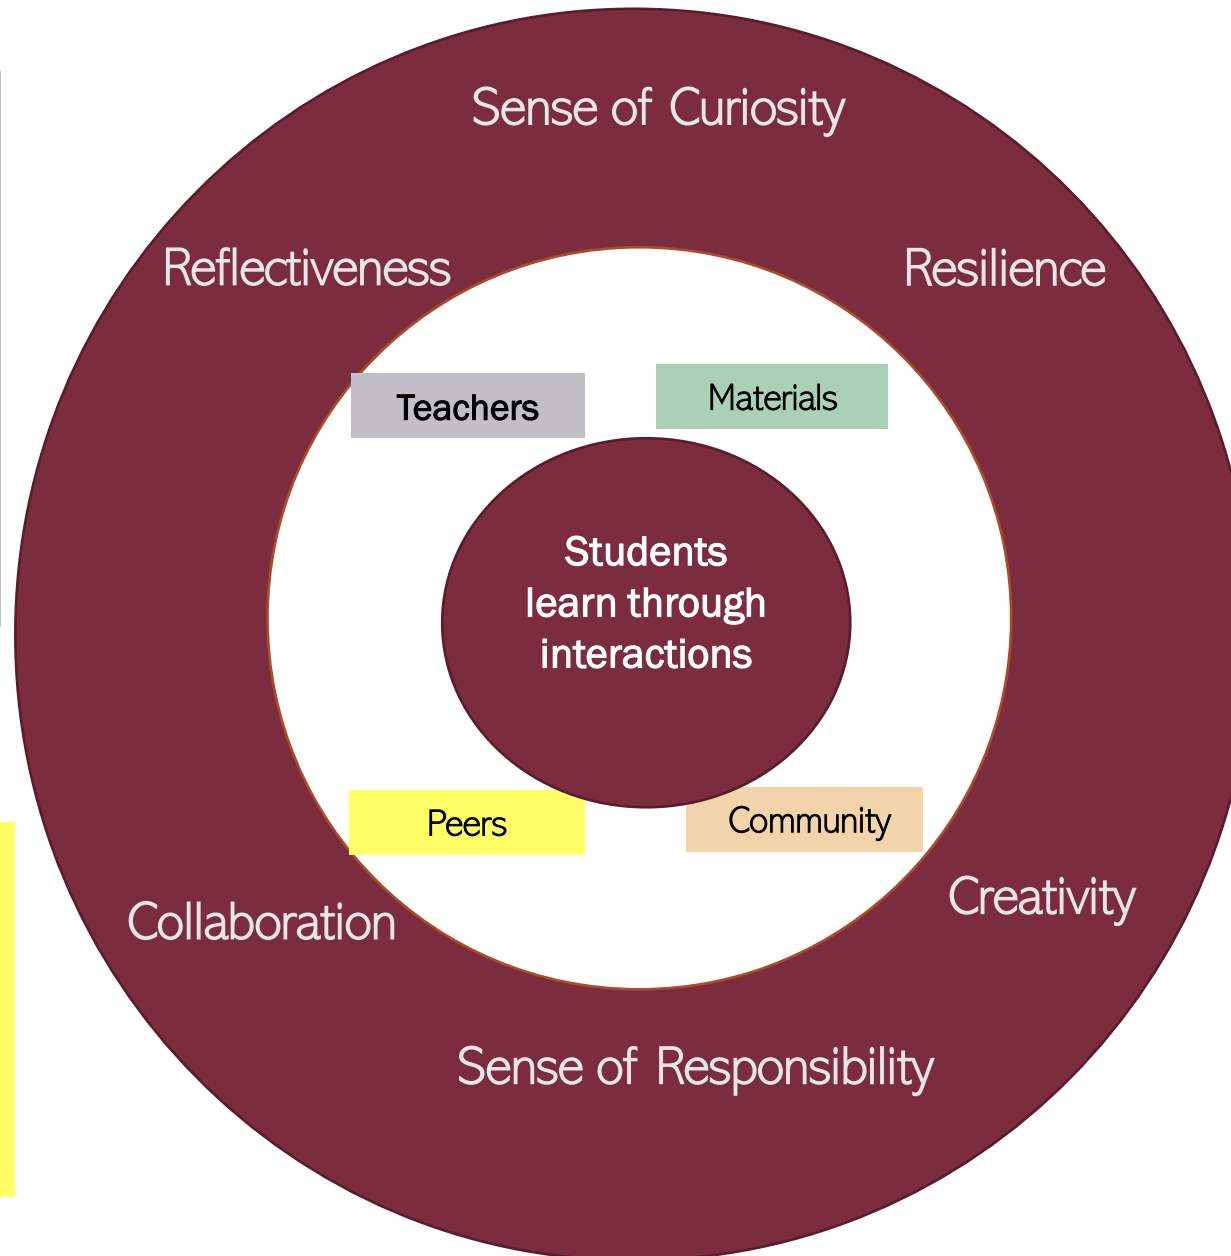 Sense of Curiosity
Reflectiveness
Resilience
Teachers
Materials
Students
learn through
interactions
Peers
Community
Collaboration
Creativity
Sense of Responsibility